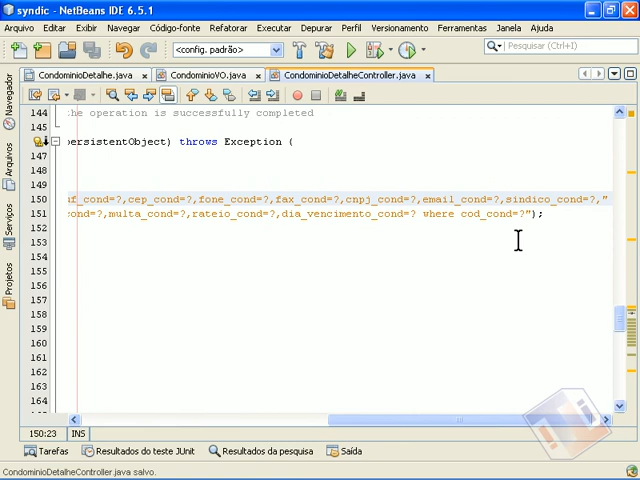 syndic - NetBeans IDE 6.5.1
Arquivo Editar Exibir Navegar Código-fonte Refatorar Executar Depurar Perfil Versionamento Ferramentas Janela Ajuda
<config. padrão> Pesquisar (Ctrl+I)
CondominioDetalhe.java CondominioVO.java CondominioDetalheController.java
Navegador
Arquivos
Serviços
Projetos
144 the operation is successfully completed
145
persistentObject) throws Exception {
147
148
149
150 uf_cond=?,cep_cond=?,fone_cond=?,fax_cond=?,cnpj_cond=?,email_cond=?,sindico_cond=?,"
151 cond=?,multa_cond=?,rateio_cond=?,dia_vencimento_cond=? where cod_cond=?");
152
153
154
155
156
157
158
159
160
161
162
163
164
150:23 INS
Tarefas Resultados do teste JUnit Resultados da pesquisa Saída
CondominioDetalheController.java salvo.